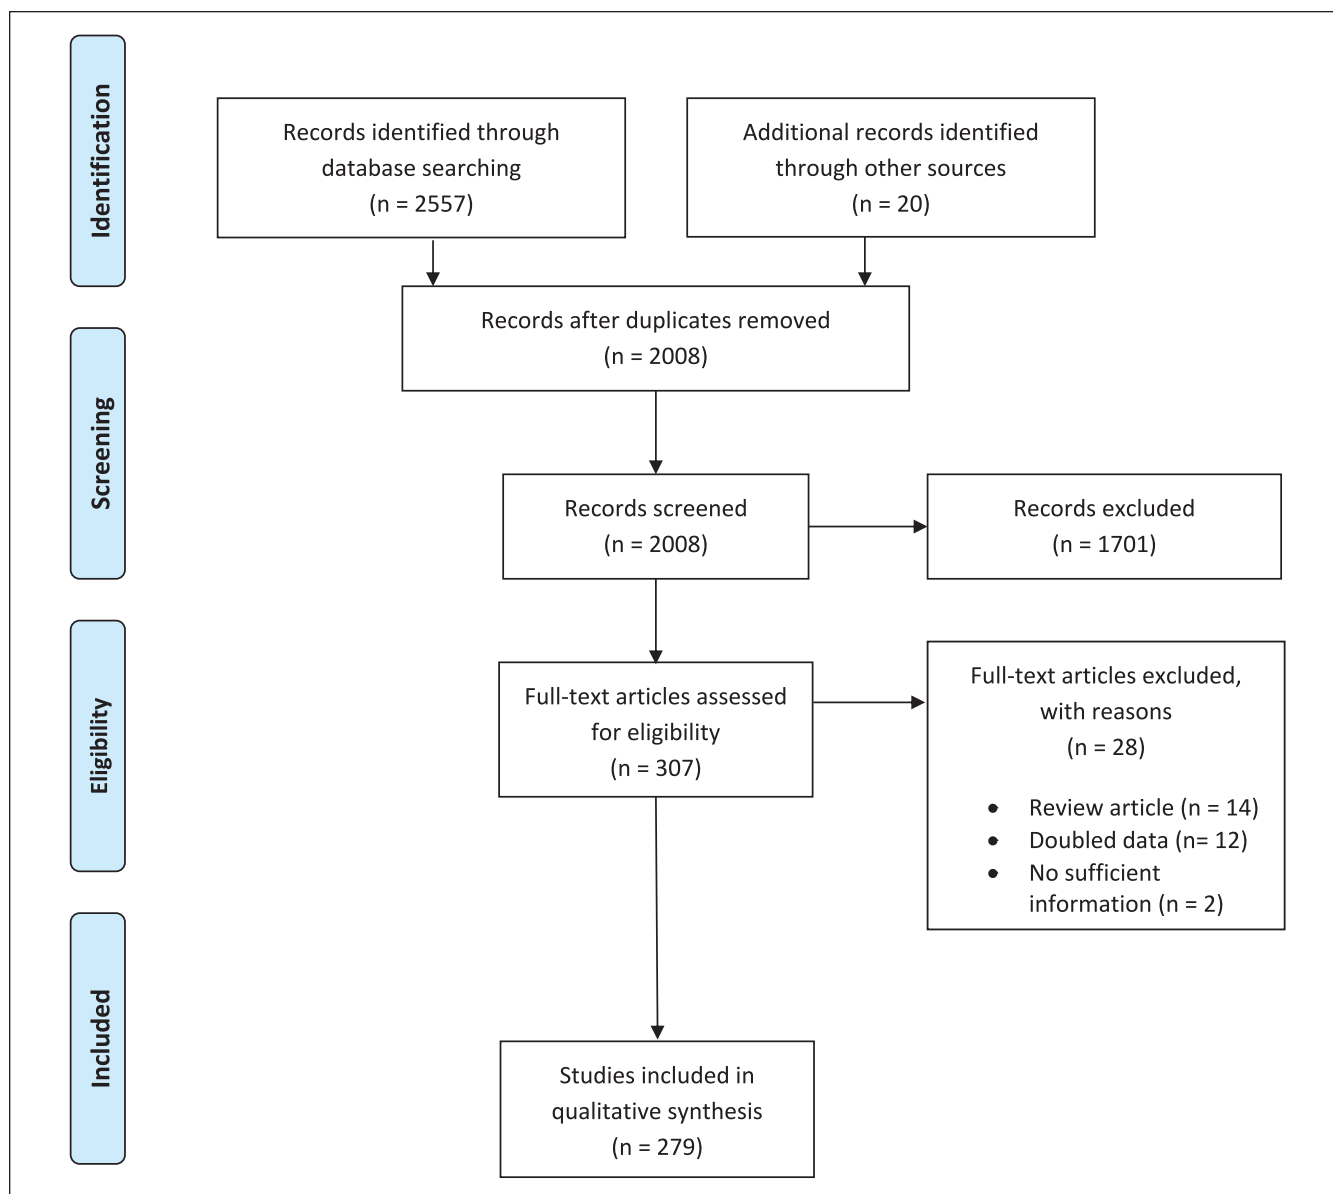 Identification
Records identified through
database searching
(n = 2557)
Additional records identified
through other sources
(n = 20)
Records after duplicates removed
(n = 2008)
Screening
Records screened
(n = 2008)
Records excluded
(n = 1701)
Eligibility
Full-text articles assessed
for eligibility
(n = 307)
Full-text articles excluded,
with reasons
(n = 28)
● Review article (n = 14)
● Doubled data (n= 12)
● No sufficient
information (n = 2)
Included
Studies included in
qualitative synthesis
(n = 279)